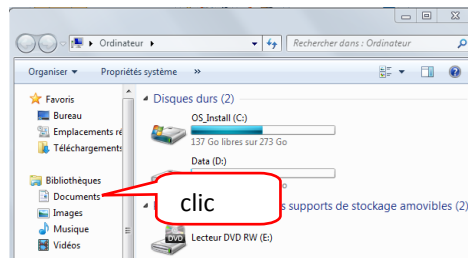 Ordinateur
Rechercher dans : Ordinateur
Organiser
Propriétés système
»
Favoris
Bureau
Emplacements ré
Téléchargements
Bibliothèques
Documents
Images
Musique
Vidéos
Disques durs (2)
OS_Install (C:)
137 Go libres sur 273 Go
Data (D:)
clic
s supports de stockage amovibles (2)
DVD
Lecteur DVD RW (E:)